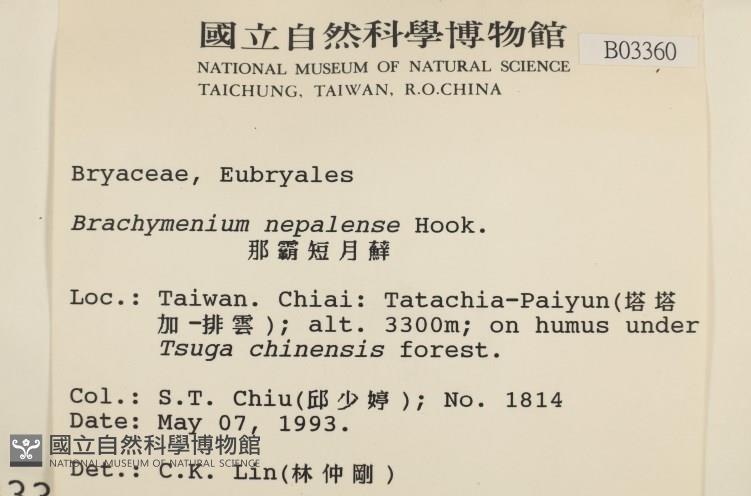 國立自然科學博物館
B03360
NATIONAL MUSEUM OF NATURAL SCIENCE
TAICHUNG, TAIWAN, R.O.CHINA
Bryaceae, Eubryales
Brachymenium nepalense Hook.
那霸短月蘚
Loc.: Taiwan. Chiai: Tatachia-Paiyun(塔塔
加-排雲); alt. 3300m; on humus under
Tsuga chinensis forest.
Col.: S.T. Chiu(邱少婷); No. 1814
Date: May 07, 1993.
國立自然科學博物館
NATIONAL MUSEUM OF NATURAL SCIENCE
Det.: C.K. Lin(林仲剛)